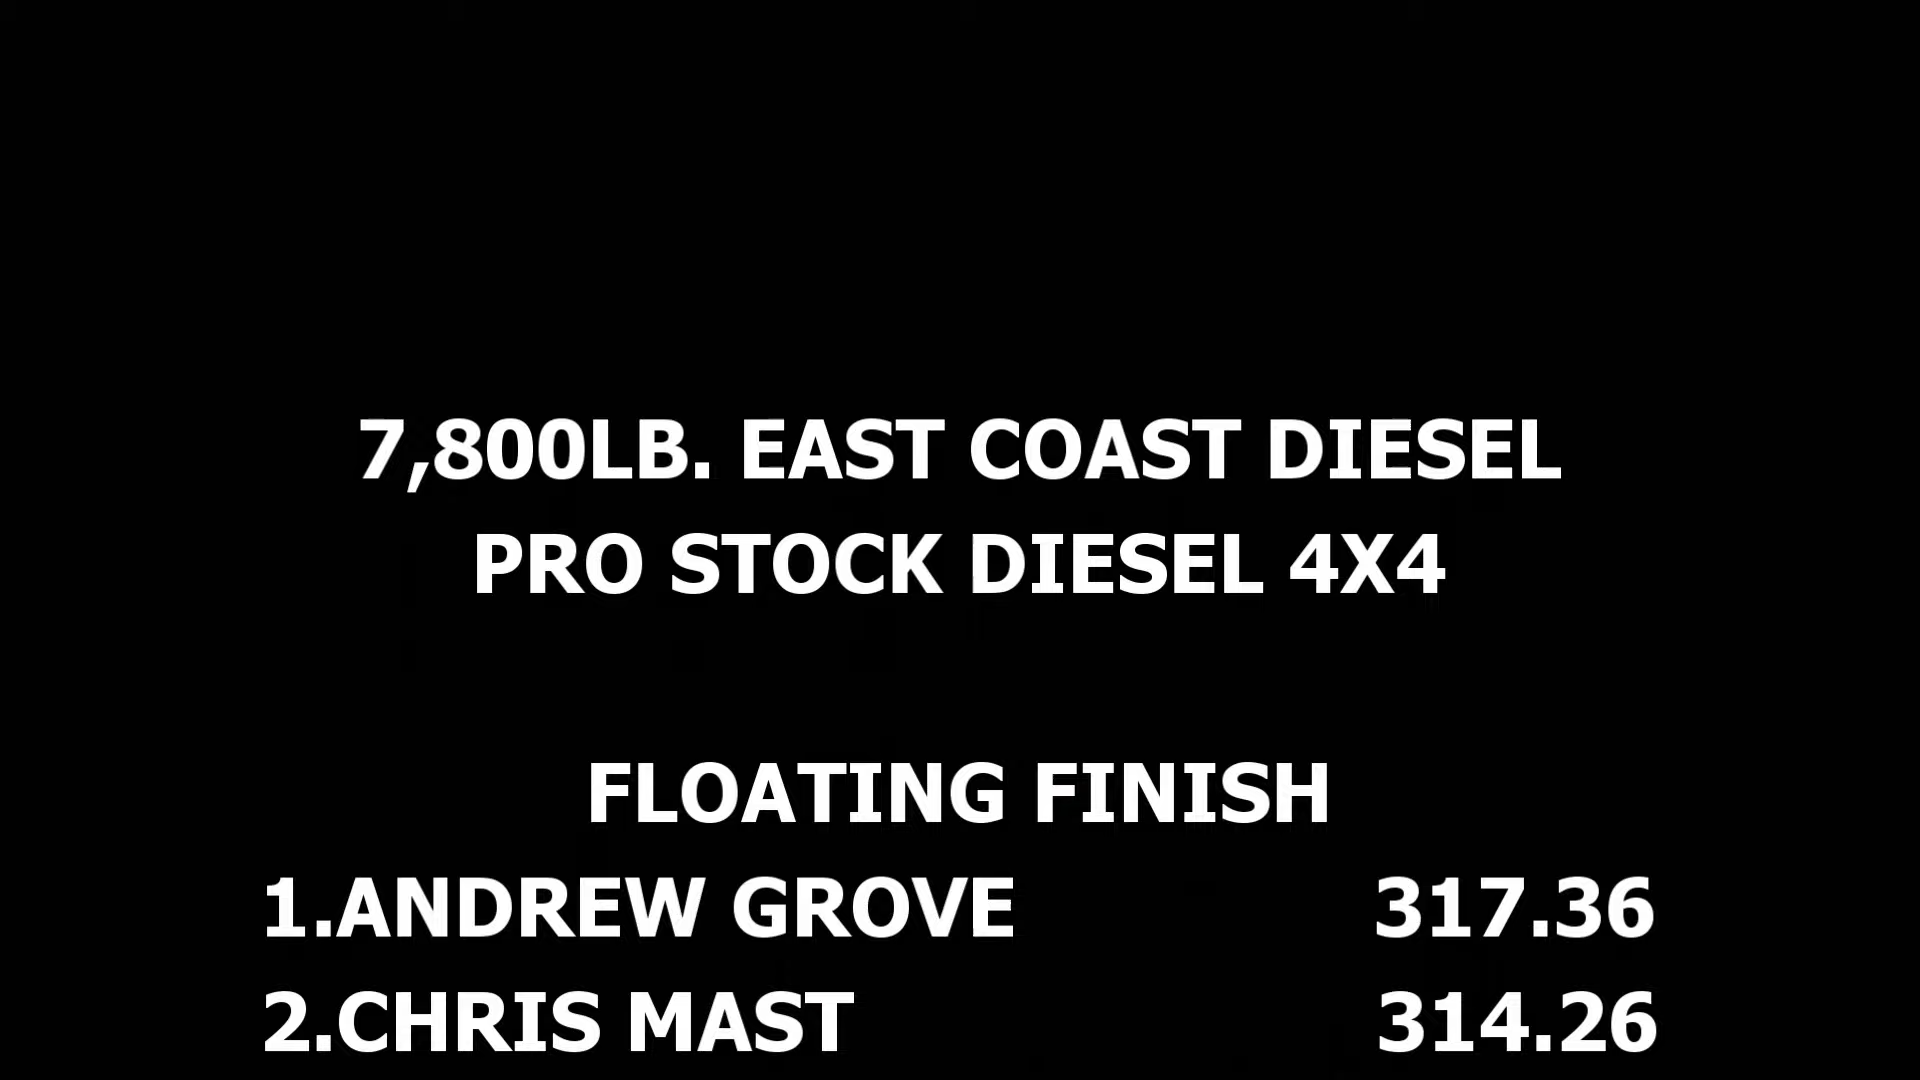 7,800LB. EAST COAST DIESEL
PRO STOCK DIESEL 4X4
FLOATING FINISH
1.ANDREW GROVE 317.36
2.CHRIS MAST 314.26